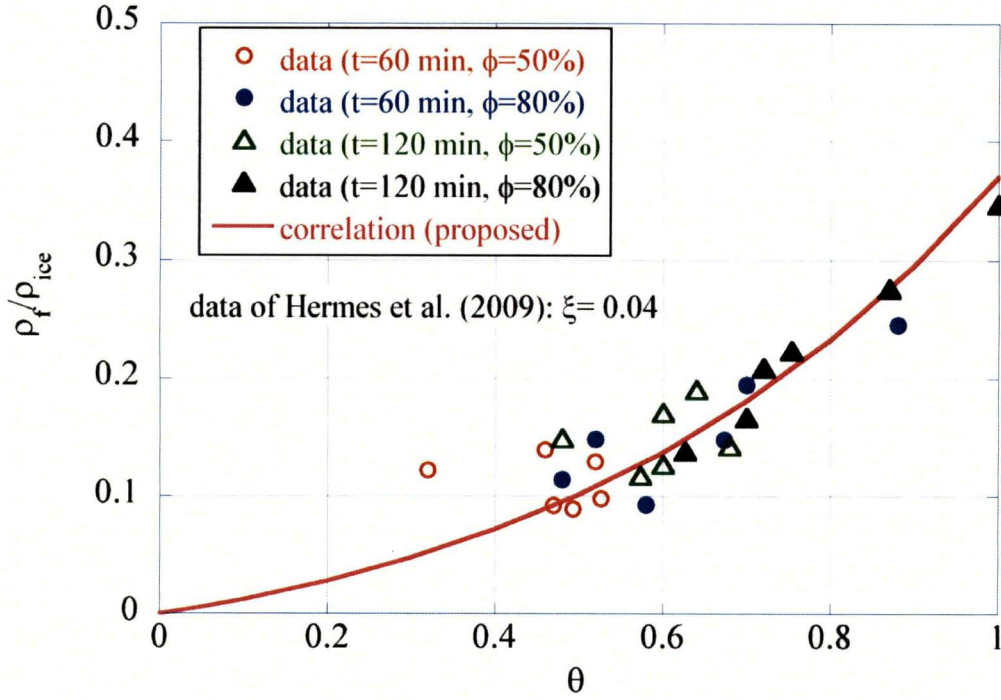 0.5
0.4
0.3
0.2
0.1
0
ρf/ρice
data (t=60 min, ϕ=50%)
data (t=60 min, ϕ=80%)
data (t=120 min, ϕ=50%)
data (t=120 min, ϕ=80%)
correlation (proposed)
data of Hermes et al. (2009): ξ= 0.04
0 0.2 0.4 0.6 0.8 1
θ